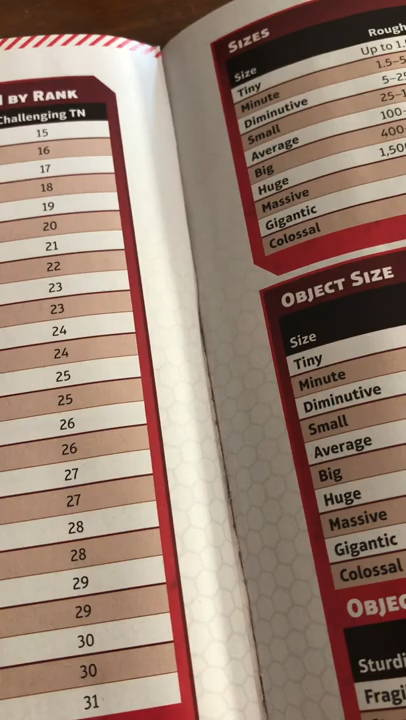 BY RANK
Challenging TN
15
16
17
18
19
20
21
22
23
23
24
24
25
25
26
26
27
27
28
28
29
29
30
30
31
SIZES
Size Rough
Tiny Up to 1.
Minute 1.5–5
Diminutive 5–2
Small 25–1
Average 100–
Big 400–
Huge 1,50
Massive
Gigantic
Colossal
OBJECT SIZE
Size
Tiny
Minute
Diminutive
Small
Average
Big
Huge
Massive
Gigantic
Colossal
OBJEC
Sturdi
Fragi